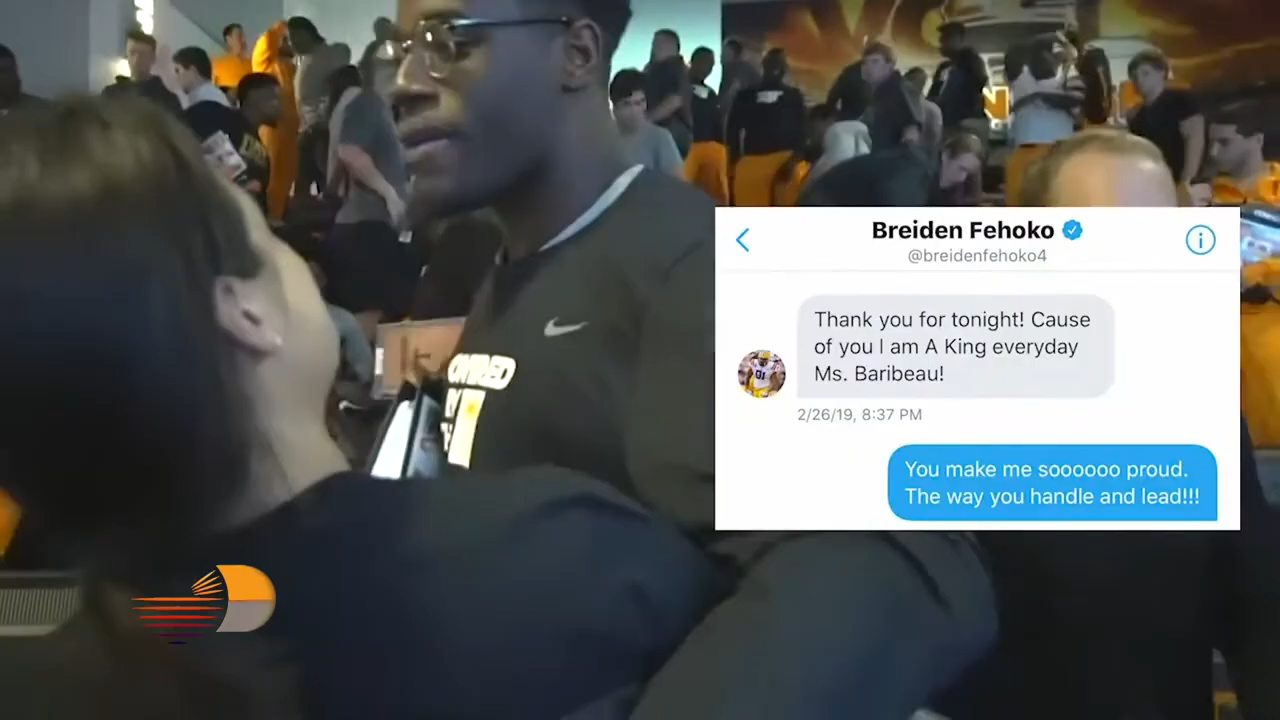 Breiden Fehoko
@breidenfehoko4
Thank you for tonight! Cause
of you I am A King everyday
Ms. Baribeau!
2/26/19, 8:37 PM
You make me soooooo proud.
The way you handle and lead!!!